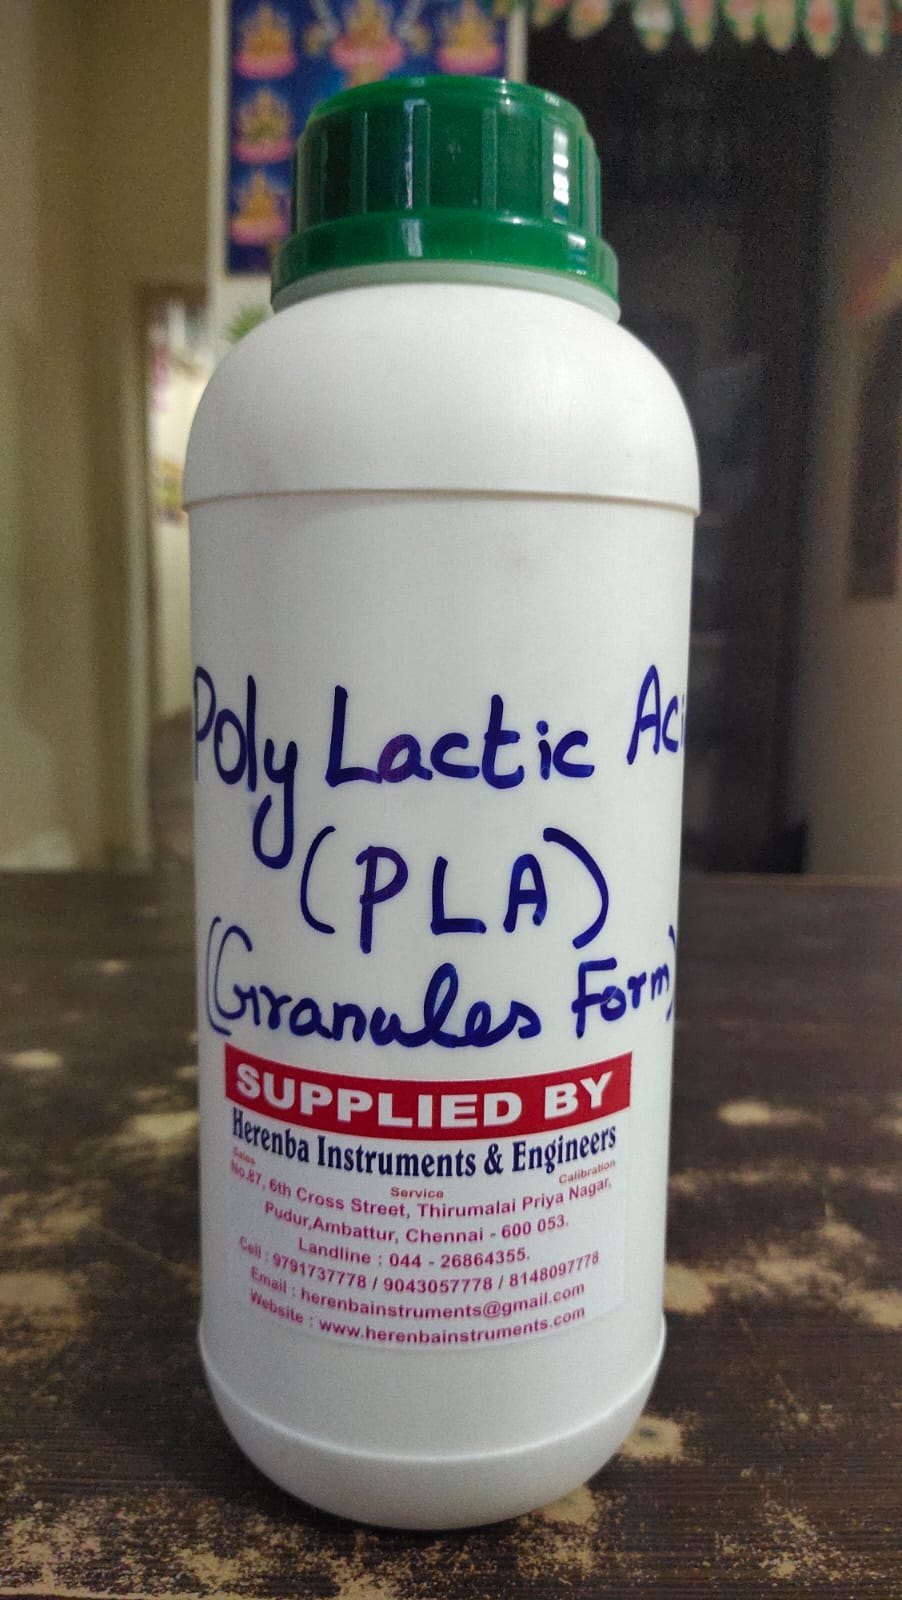 Poly Lactic Aci
(PLA)
(Granules Form)
SUPPLIED BY
Herenba Instruments & Engineers
Sales Service Calibration
No.87, 6th Cross Street, Thirumalai Priya Nagar,
Pudur,Ambattur, Chennai - 600 053.
Landline : 044 - 26864355.
Cell : 9791737778 / 9043057778 / 8148097778
Email : herenbainstruments@gmail.com
Website : www.herenbainstruments.com